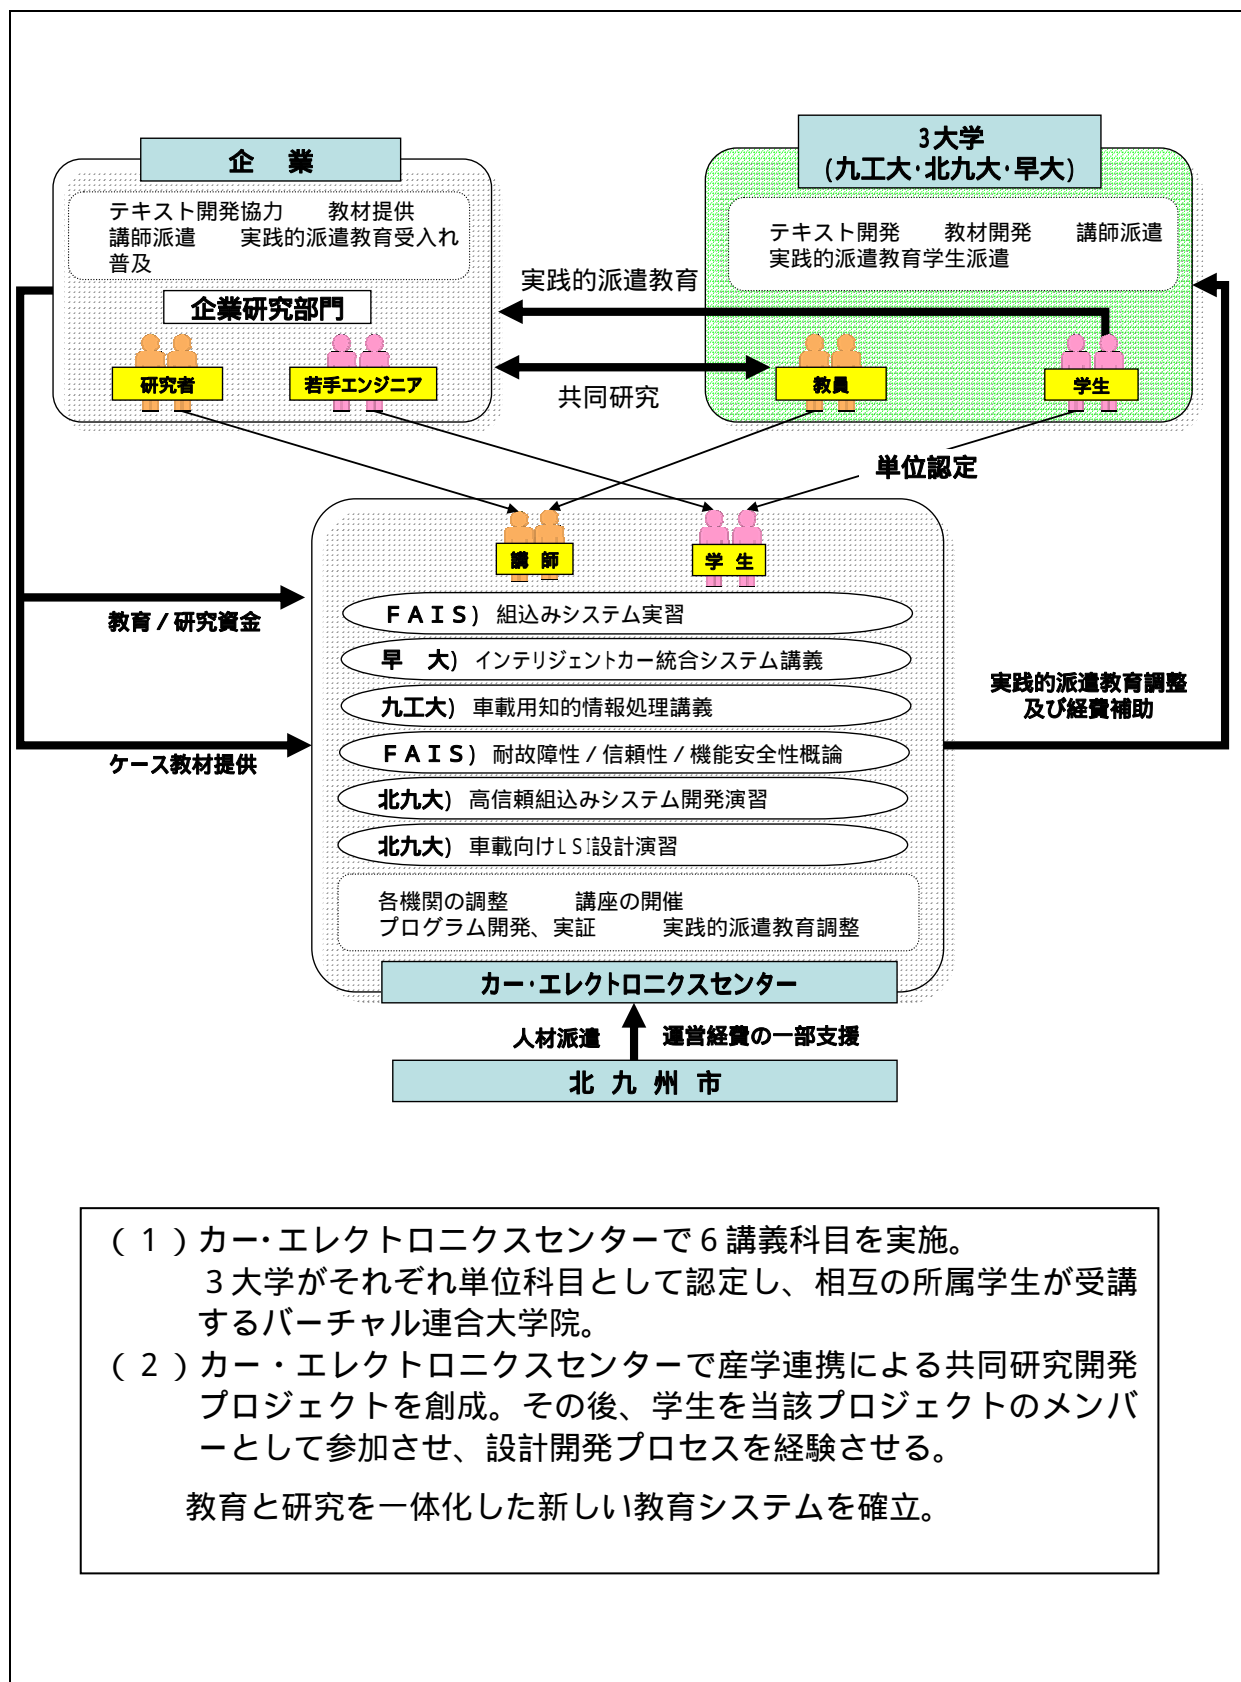 企　業
テキスト開発協力　　教材提供
講師派遣　　実践的派遣教育受入れ
普及
企業研究部門
研究者
若手エンジニア
3大学
(九工大･北九大･早大)
テキスト開発　　教材開発　　講師派遣
実践的派遣教育学生派遣
教員
学生
実践的派遣教育
共同研究
単位認定
講 師
学 生
教育／研究資金
ケース教材提供
ＦＡＩＳ） 組込みシステム実習
早　大） インテリジェントカー統合システム講義
九工大） 車載用知的情報処理講義
ＦＡＩＳ） 耐故障性／信頼性／機能安全性概論
北九大） 高信頼組込みシステム開発演習
北九大） 車載向けLSI設計演習
各機関の調整　　　講座の開催
プログラム開発、実証　　　実践的派遣教育調整
カー･エレクトロニクスセンター
実践的派遣教育調整
及び経費補助
人材派遣
運営経費の一部支援
北 九 州 市
（１）カー･エレクトロニクスセンターで６講義科目を実施。
３大学がそれぞれ単位科目として認定し、相互の所属学生が受講
するバーチャル連合大学院。
（２）カー・エレクトロニクスセンターで産学連携による共同研究開発
プロジェクトを創成。その後、学生を当該プロジェクトのメンバ
ーとして参加させ、設計開発プロセスを経験させる。
教育と研究を一体化した新しい教育システムを確立。